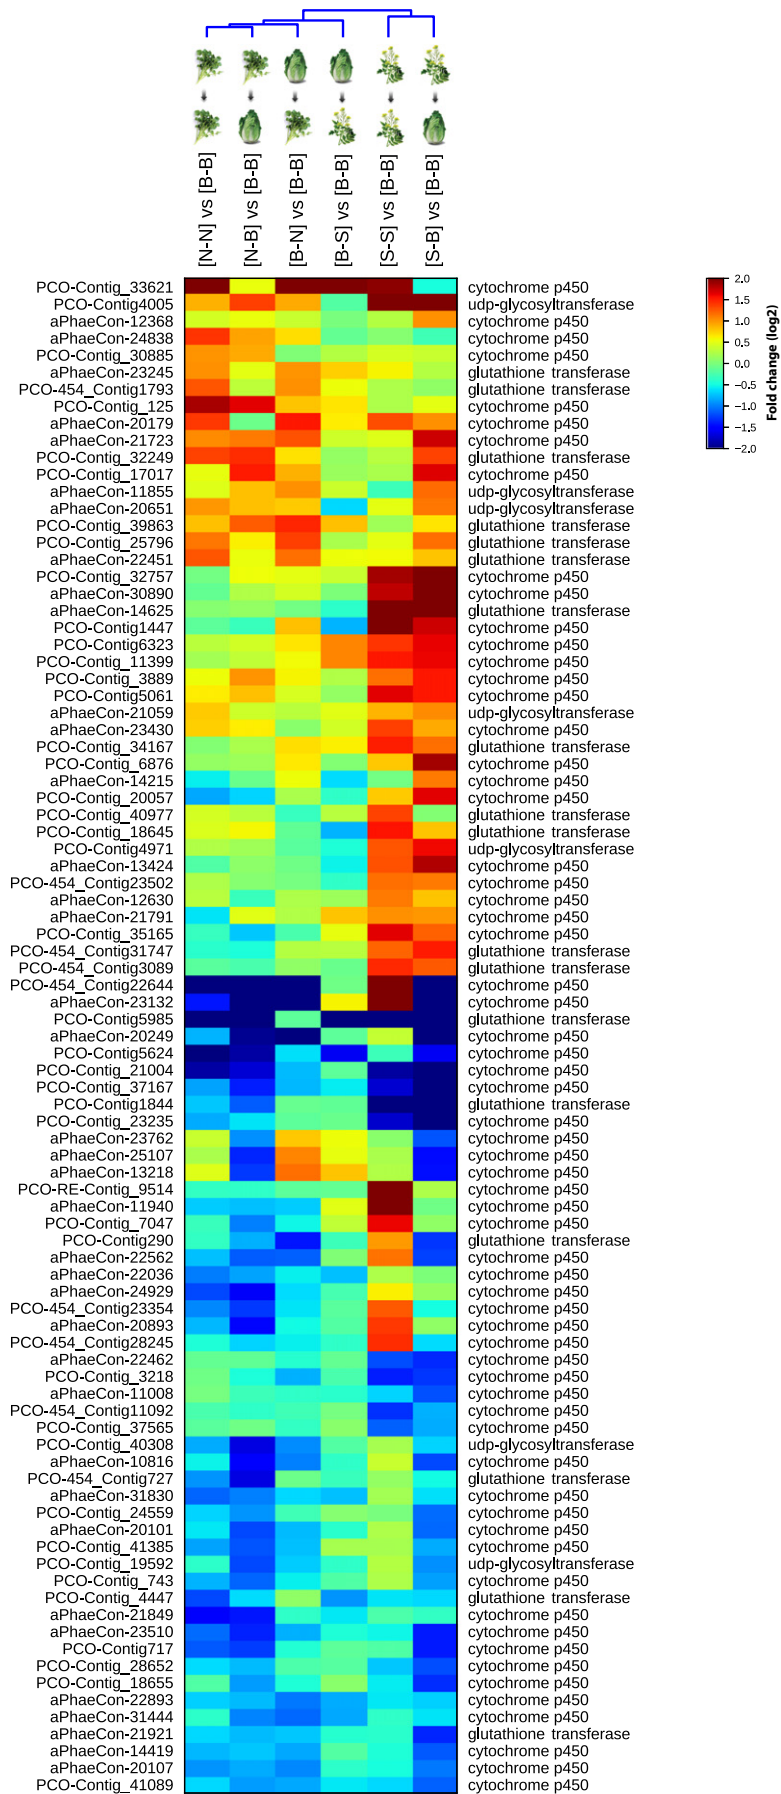 [N-N] vs [B-B]
[N-B] vs [B-B]
[B-N] vs [B-B]
[B-S] vs [B-B]
[S-S] vs [B-B]
[S-B] vs [B-B]
PCO-Contig_33621 cytochrome p450
PCO-Contig4005 udp-glycosyltransferase
aPhaeCon-12368 cytochrome p450
aPhaeCon-24838 cytochrome p450
PCO-Contig_30885 cytochrome p450
aPhaeCon-23245 glutathione transferase
PCO-454_Contig1793 glutathione transferase
PCO-Contig_125 cytochrome p450
aPhaeCon-20179 cytochrome p450
aPhaeCon-21723 cytochrome p450
PCO-Contig_32249 glutathione transferase
PCO-Contig_17017 cytochrome p450
aPhaeCon-11855 udp-glycosyltransferase
aPhaeCon-20651 udp-glycosyltransferase
PCO-Contig_39863 glutathione transferase
PCO-Contig_25796 glutathione transferase
aPhaeCon-22451 glutathione transferase
PCO-Contig_32757 cytochrome p450
aPhaeCon-30890 cytochrome p450
aPhaeCon-14625 glutathione transferase
PCO-Contig1447 cytochrome p450
PCO-Contig6323 cytochrome p450
PCO-Contig_11399 cytochrome p450
PCO-Contig_3889 cytochrome p450
PCO-Contig5061 cytochrome p450
aPhaeCon-21059 udp-glycosyltransferase
aPhaeCon-23430 cytochrome p450
PCO-Contig_34167 glutathione transferase
PCO-Contig_6876 cytochrome p450
aPhaeCon-14215 cytochrome p450
PCO-Contig_20057 cytochrome p450
PCO-Contig_40977 glutathione transferase
PCO-Contig_18645 glutathione transferase
PCO-Contig4971 udp-glycosyltransferase
aPhaeCon-13424 cytochrome p450
PCO-454_Contig23502 cytochrome p450
aPhaeCon-12630 cytochrome p450
aPhaeCon-21791 cytochrome p450
PCO-Contig_35165 cytochrome p450
PCO-454_Contig31747 glutathione transferase
PCO-454_Contig3089 glutathione transferase
PCO-454_Contig22644 cytochrome p450
aPhaeCon-23132 cytochrome p450
PCO-Contig5985 glutathione transferase
aPhaeCon-20249 cytochrome p450
PCO-Contig5624 cytochrome p450
PCO-Contig_21004 cytochrome p450
PCO-Contig_37167 cytochrome p450
PCO-Contig1844 glutathione transferase
PCO-Contig_23235 cytochrome p450
aPhaeCon-23762 cytochrome p450
aPhaeCon-25107 cytochrome p450
aPhaeCon-13218 cytochrome p450
PCO-RE-Contig_9514 cytochrome p450
aPhaeCon-11940 cytochrome p450
PCO-Contig_7047 cytochrome p450
PCO-Contig290 glutathione transferase
aPhaeCon-22562 cytochrome p450
aPhaeCon-22036 cytochrome p450
aPhaeCon-24929 cytochrome p450
PCO-454_Contig23354 cytochrome p450
aPhaeCon-20893 cytochrome p450
PCO-454_Contig28245 cytochrome p450
aPhaeCon-22462 cytochrome p450
PCO-Contig_3218 cytochrome p450
aPhaeCon-11008 cytochrome p450
PCO-454_Contig11092 cytochrome p450
PCO-Contig_37565 cytochrome p450
PCO-Contig_40308 udp-glycosyltransferase
aPhaeCon-10816 cytochrome p450
PCO-454_Contig727 glutathione transferase
aPhaeCon-31830 cytochrome p450
PCO-Contig_24559 cytochrome p450
aPhaeCon-20101 cytochrome p450
PCO-Contig_41385 cytochrome p450
PCO-Contig_19592 udp-glycosyltransferase
PCO-Contig_743 cytochrome p450
PCO-Contig_4447 glutathione transferase
aPhaeCon-21849 cytochrome p450
aPhaeCon-23510 cytochrome p450
PCO-Contig717 cytochrome p450
PCO-Contig_28652 cytochrome p450
PCO-Contig_18655 cytochrome p450
aPhaeCon-22893 cytochrome p450
aPhaeCon-31444 cytochrome p450
aPhaeCon-21921 glutathione transferase
aPhaeCon-14419 cytochrome p450
aPhaeCon-20107 cytochrome p450
PCO-Contig_41089 cytochrome p450
2.0
1.5
1.0
0.5
0.0
−0.5
−1.0
−1.5
−2.0
Fold change (log2)